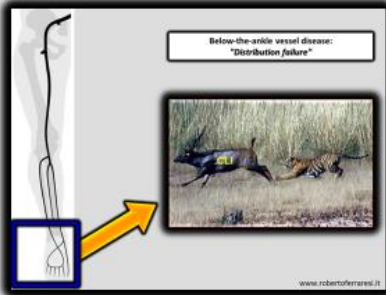 Below-the-ankle vessel disease:
"Distribution failure"
CLI
www.robertoferraresi.it